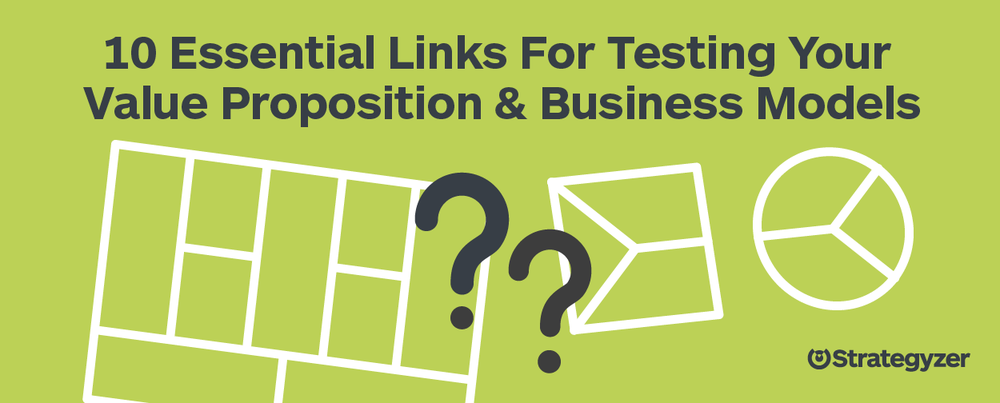 10 Essential Links For Testing Your
Value Proposition & Business Models
??
Strategyzer